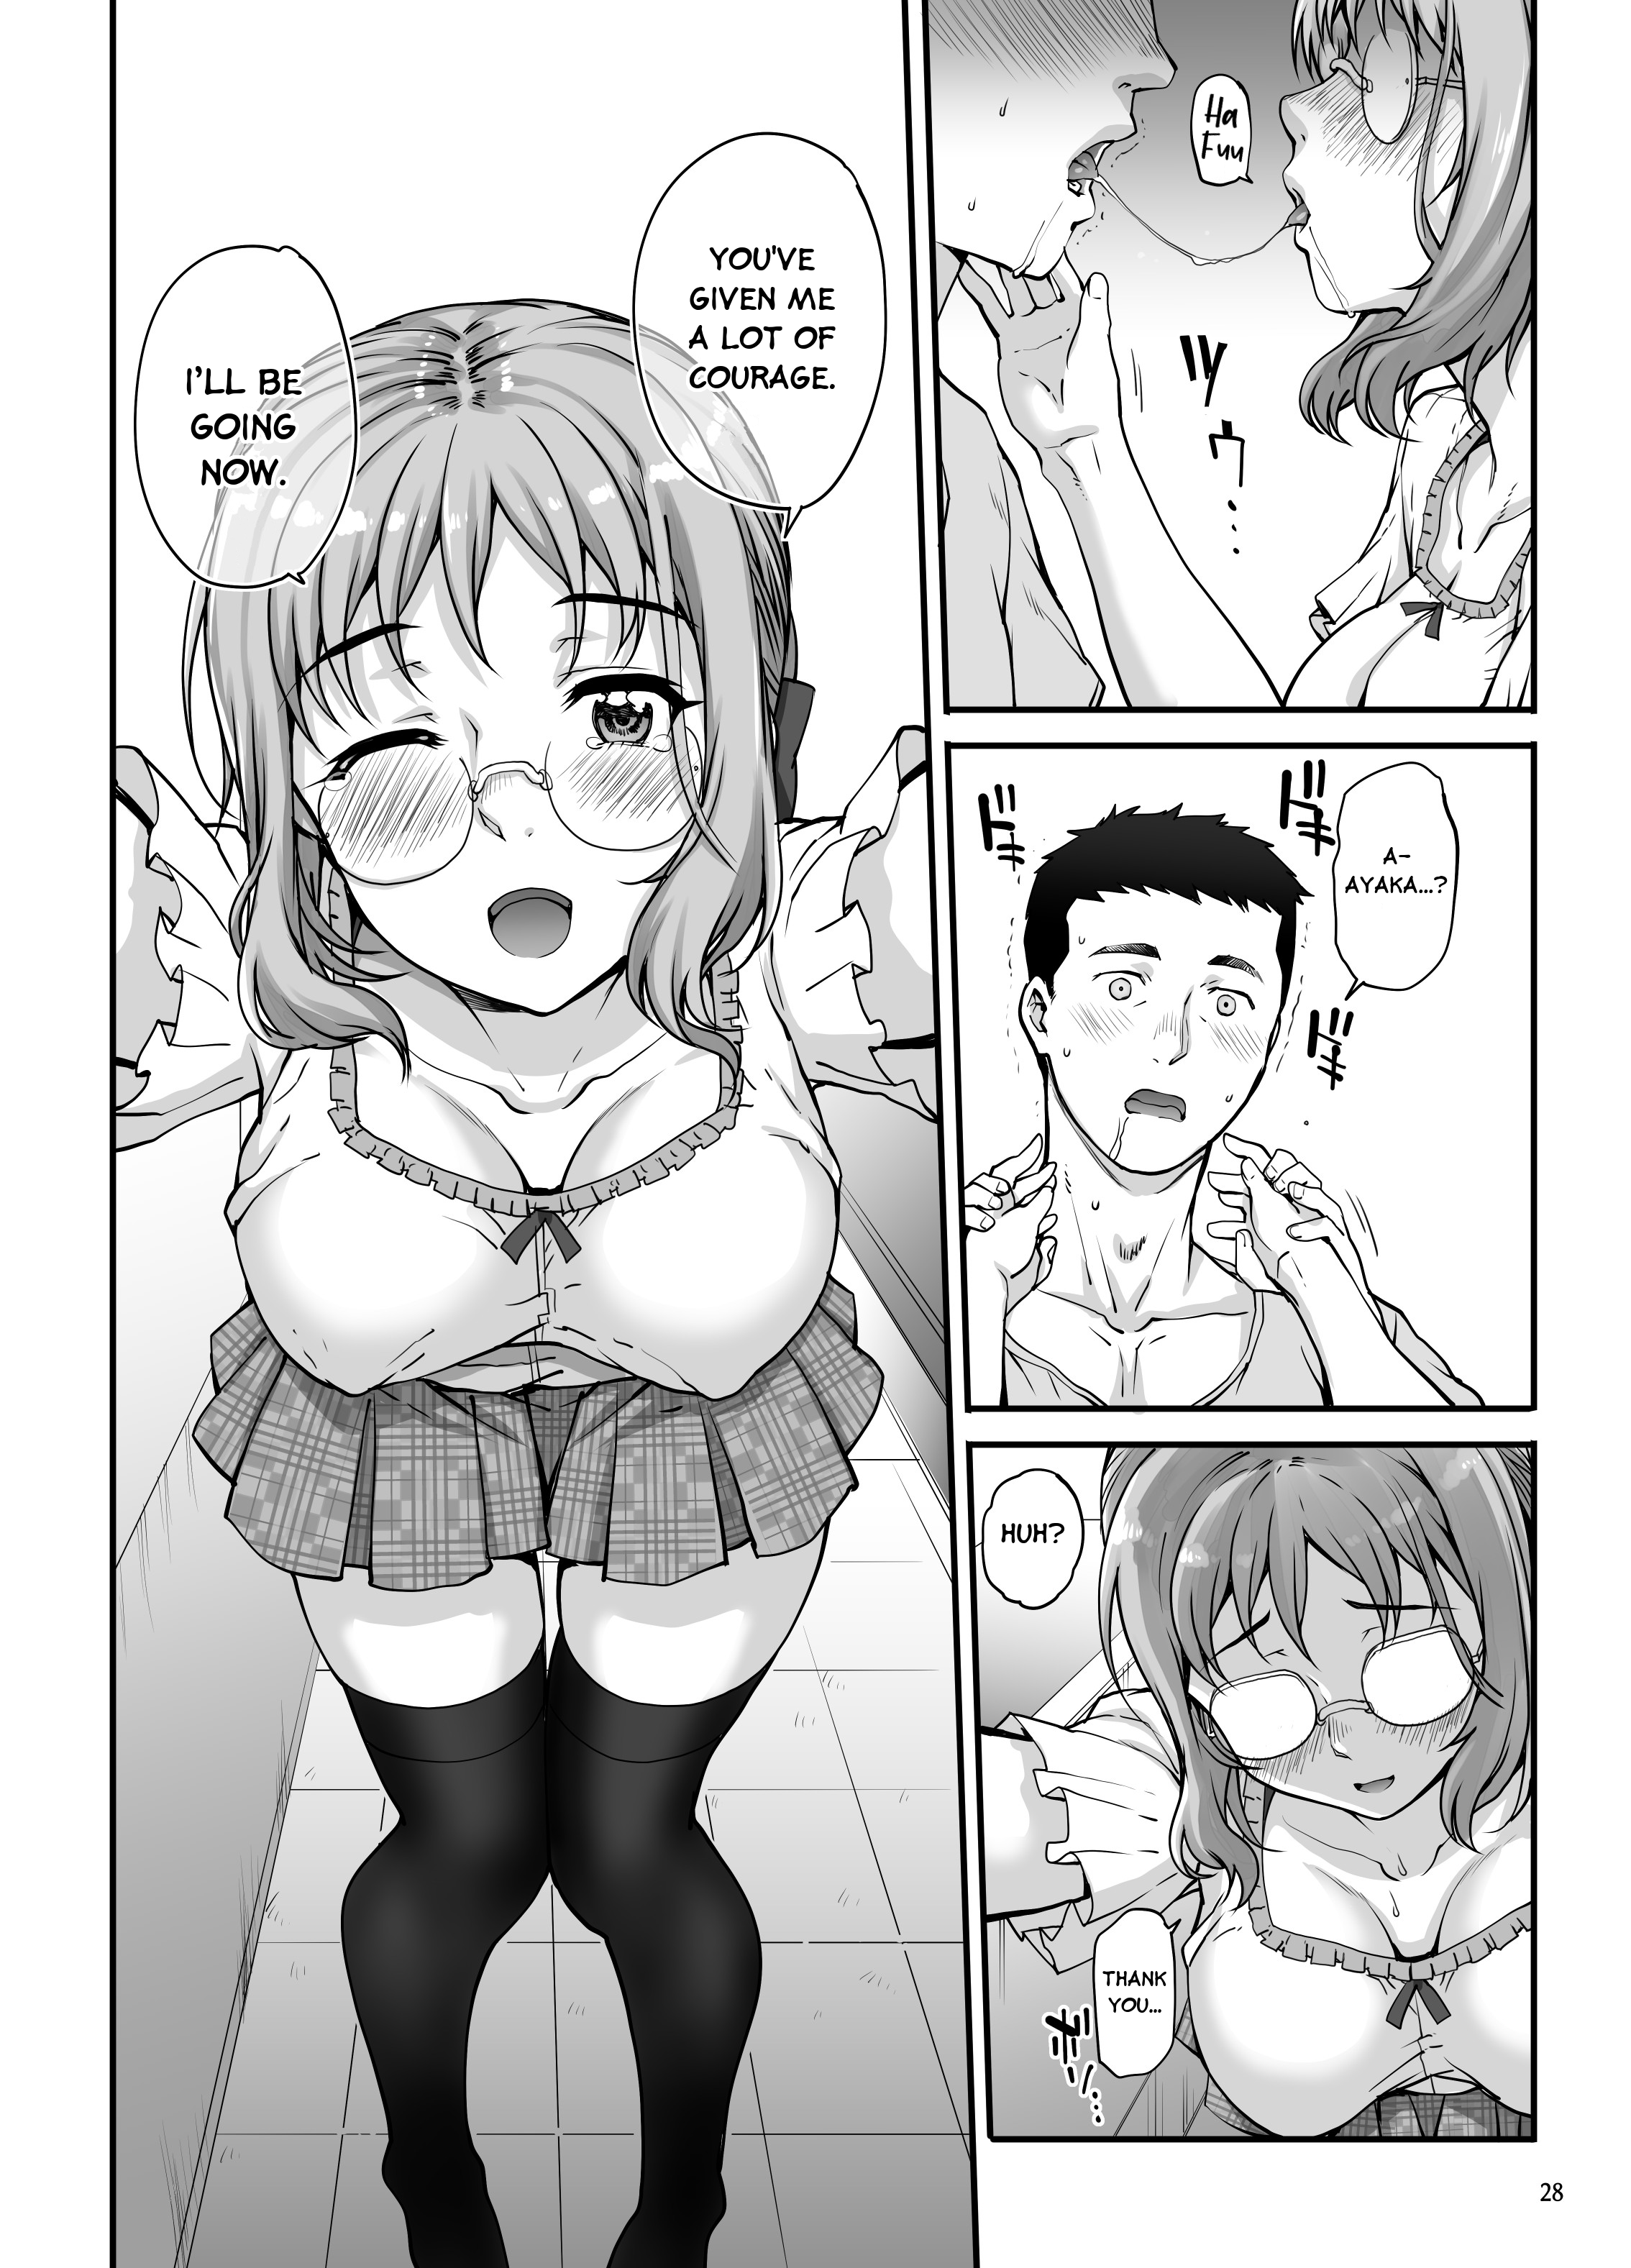 Ha
Fuu
ツ
ウ…
A-
AYAKA...?
ドキ
ドキ
ドキ
HUH?
THANK
YOU...
YOU'VE
GIVEN ME
A LOT OF
COURAGE.
I'LL BE
GOING
NOW.
28